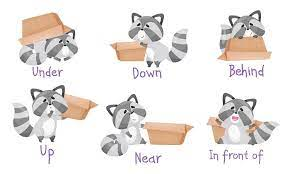 Under
Down
Behind
Up
Near
In front of